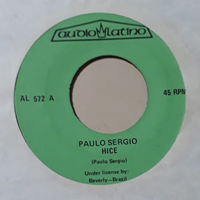 audio latino
AL 572 A
45 RPM
PAULO SERGIO
HICE
(Paulo Sergio)
Under license by:
Beverly-Brazil